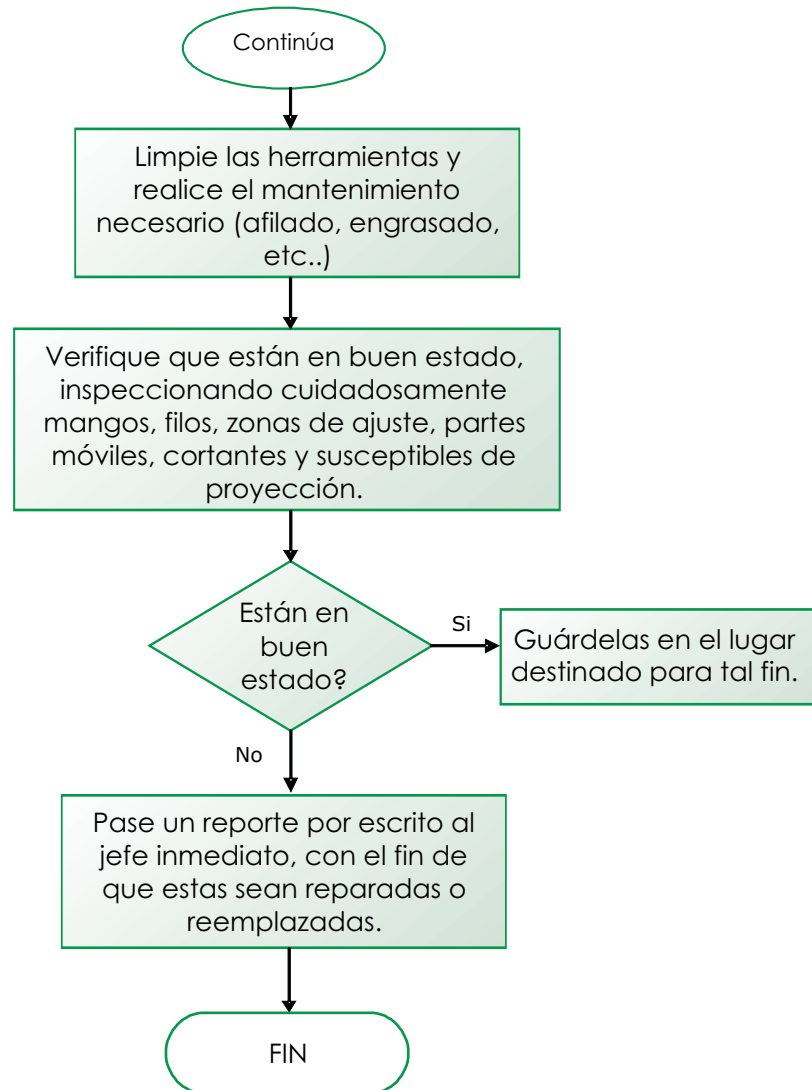 Continúa
Limpie las herramientas y
realice el mantenimiento
necesario (afilado, engrasado,
etc..)
Verifique que están en buen estado,
inspeccionando cuidadosamente
mangos, filos, zonas de ajuste, partes
móviles, cortantes y susceptibles de
proyección.
Están en
buen
estado?
Si
Guárdelas en el lugar
destinado para tal fin.
No
Pase un reporte por escrito al
jefe inmediato, con el fin de
que estas sean reparadas o
reemplazadas.
FIN